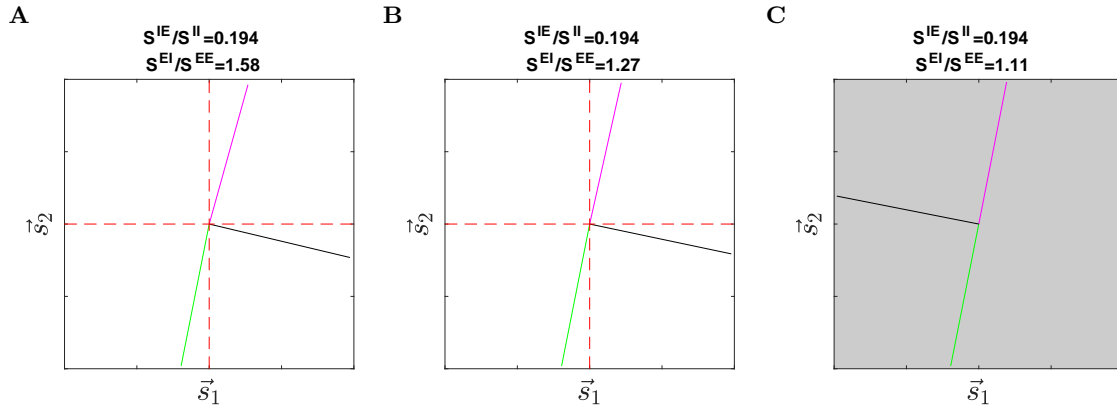 A
B
C
S^IE/S^II=0.194
S^EI/S^EE=1.58
S^IE/S^II=0.194
S^EI/S^EE=1.27
S^IE/S^II=0.194
S^EI/S^EE=1.11
s⃗₂
s⃗₂
s⃗₂
s⃗₁
s⃗₁
s⃗₁